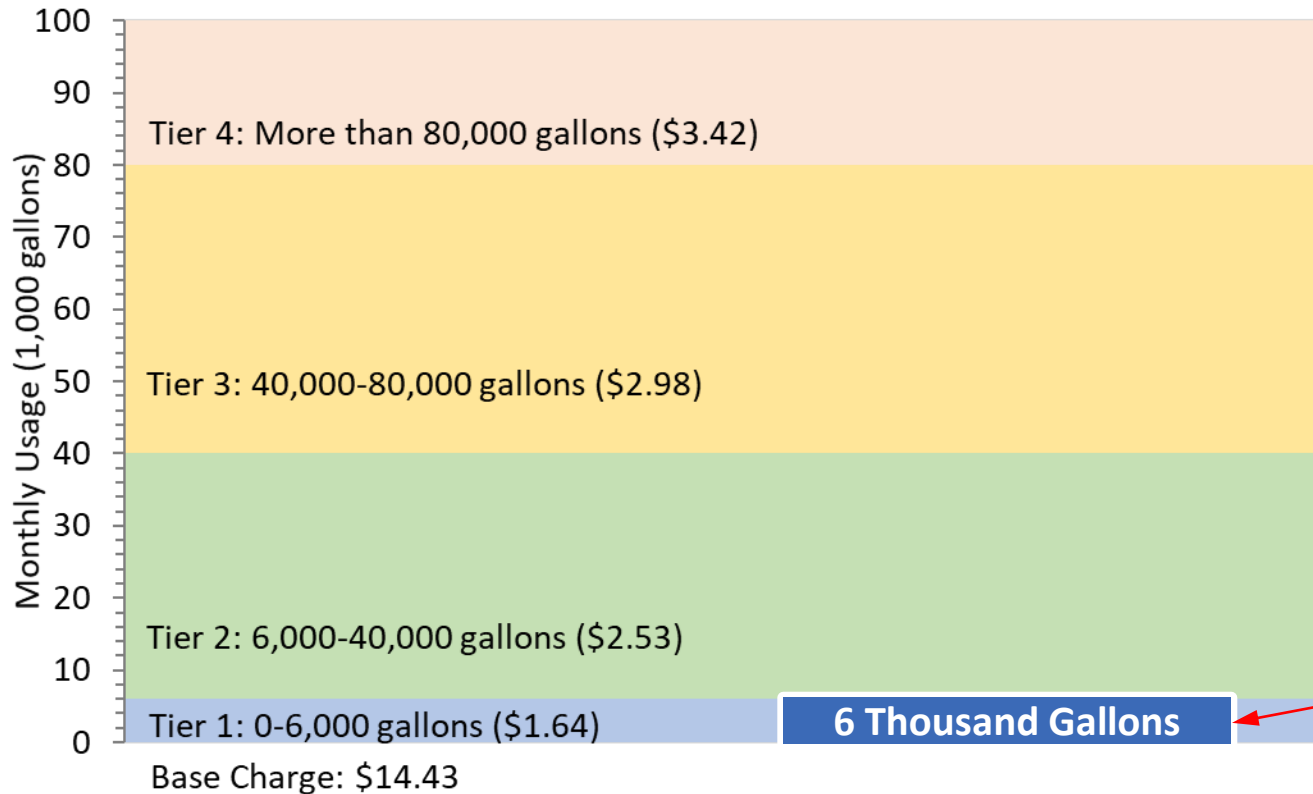 Monthly Usage (1,000 gallons)
100
90
80
70
60
50
40
30
20
10
0
Tier 4: More than 80,000 gallons ($3.42)
Tier 3: 40,000-80,000 gallons ($2.98)
Tier 2: 6,000-40,000 gallons ($2.53)
Tier 1: 0-6,000 gallons ($1.64)
6 Thousand Gallons
Base Charge: $14.43